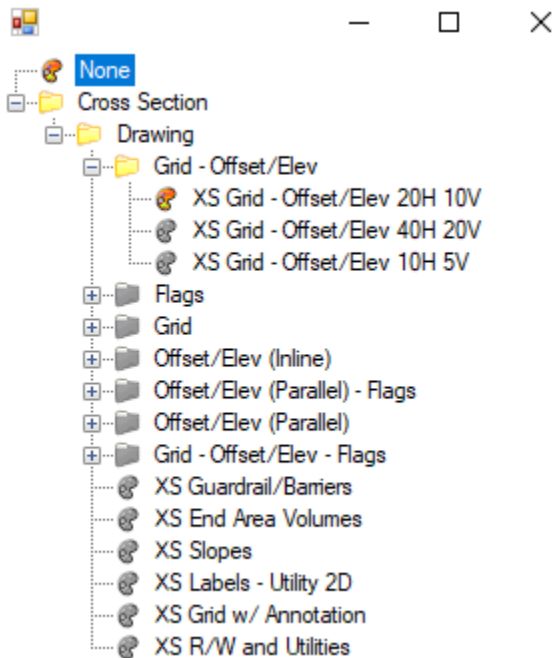 None
Cross Section
Drawing
Grid - Offset/Elev
XS Grid - Offset/Elev 20H 10V
XS Grid - Offset/Elev 40H 20V
XS Grid - Offset/Elev 10H 5V
Flags
Grid
Offset/Elev (Inline)
Offset/Elev (Parallel) - Flags
Offset/Elev (Parallel)
Grid - Offset/Elev - Flags
XS Guardrail/Barriers
XS End Area Volumes
XS Slopes
XS Labels - Utility 2D
XS Grid w/ Annotation
XS R/W and Utilities